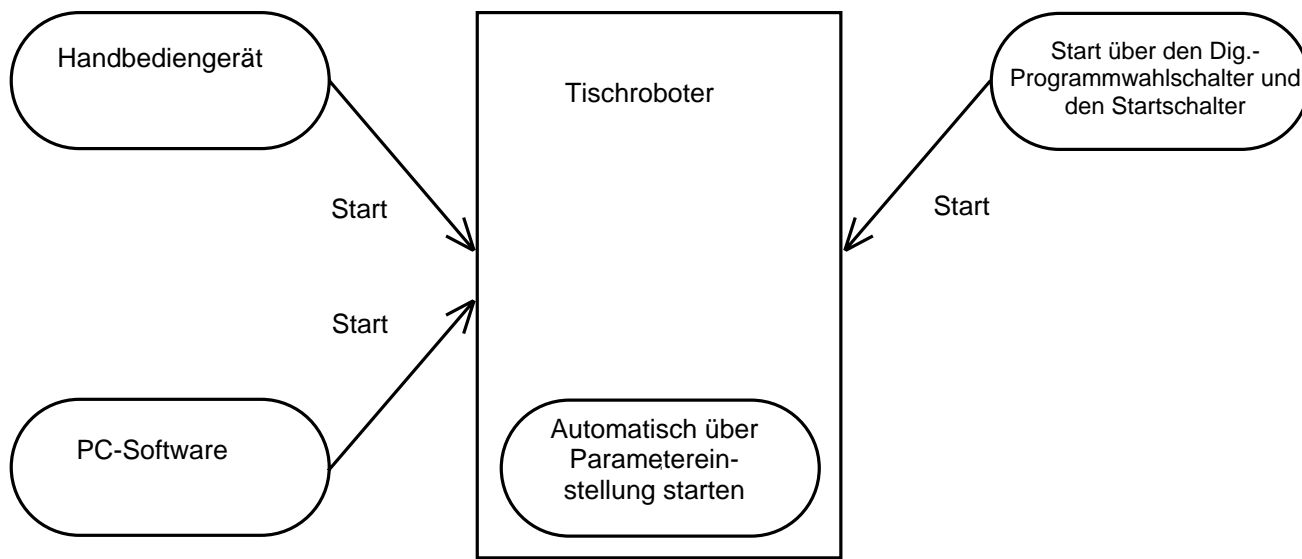 Handbediengerät
Tischroboter
Start über den Dig.-
Programmwahlschalter und
den Startschalter
Start
Start
Start
PC-Software
Automatisch über
Parameterein-
stellung starten